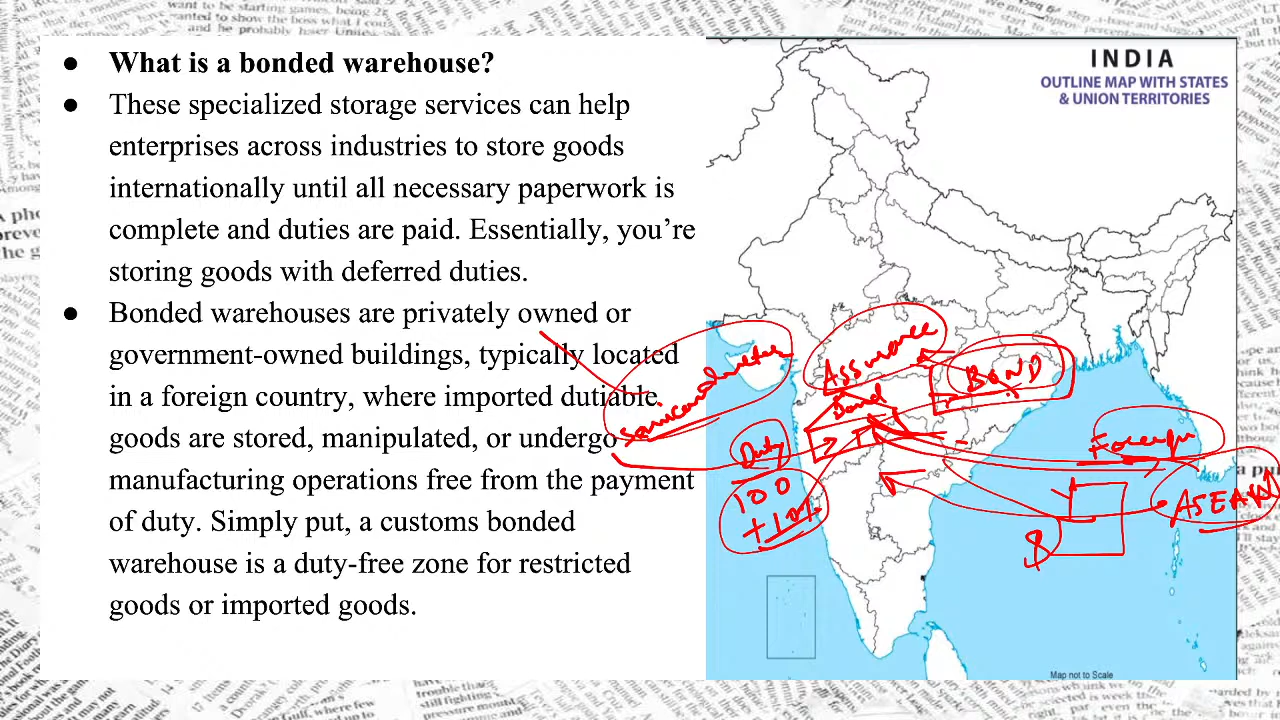 ● What is a bonded warehouse?
● These specialized storage services can help
enterprises across industries to store goods
internationally until all necessary paperwork is
complete and duties are paid. Essentially, you’re
storing goods with deferred duties.
● Bonded warehouses are privately owned or
government-owned buildings, typically located
in a foreign country, where imported dutiable
goods are stored, manipulated, or undergo
manufacturing operations free from the payment
of duty. Simply put, a customs bonded
warehouse is a duty-free zone for restricted
goods or imported goods.
INDIA
OUTLINE MAP WITH STATES
& UNION TERRITORIES
Assurance
BOND
Bond
Duty
100
+10%
Foreign
ASEAN
$
Map not to Scale